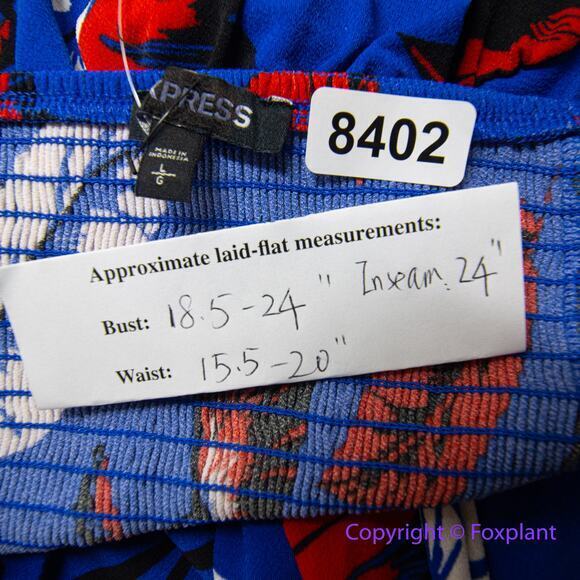 XPRESS
MADE IN
INDONESIA
L
G
8402
Approximate laid-flat measurements:
Bust: 18.5-24" Inseam: 24"
Waist: 15.5-20"
Copyright © Foxplant